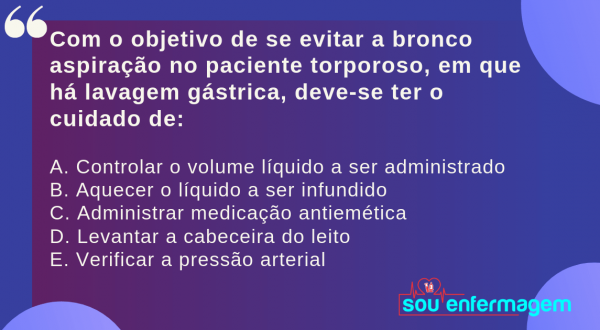 Com o objetivo de se evitar a bronco
aspiração no paciente torporoso, em que
há lavagem gástrica, deve-se ter o
cuidado de:
A. Controlar o volume líquido a ser administrado
B. Aquecer o líquido a ser infundido
C. Administrar medicação antiemética
D. Levantar a cabeceira do leito
E. Verificar a pressão arterial
sou enfermagem